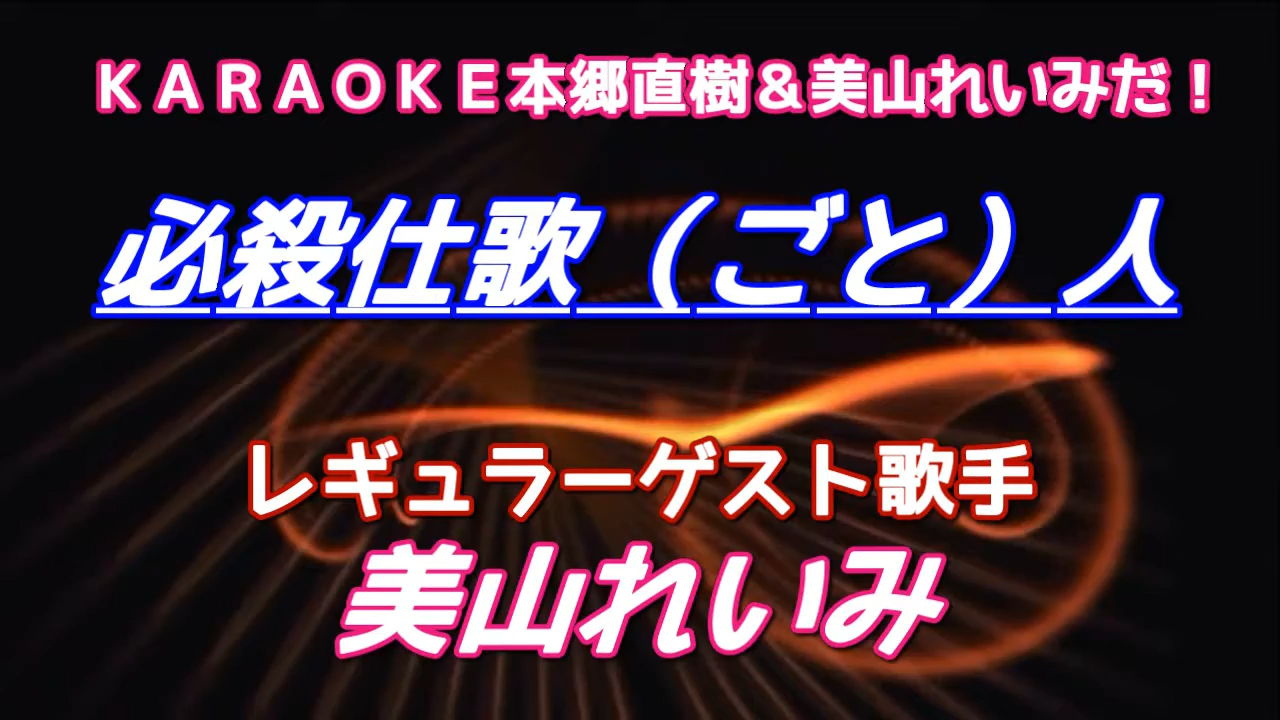 ＫＡＲＡＯＫＥ本郷直樹＆美山れいみだ！
必殺仕歌（ごと）人
レギュラーゲスト歌手
美山れいみ